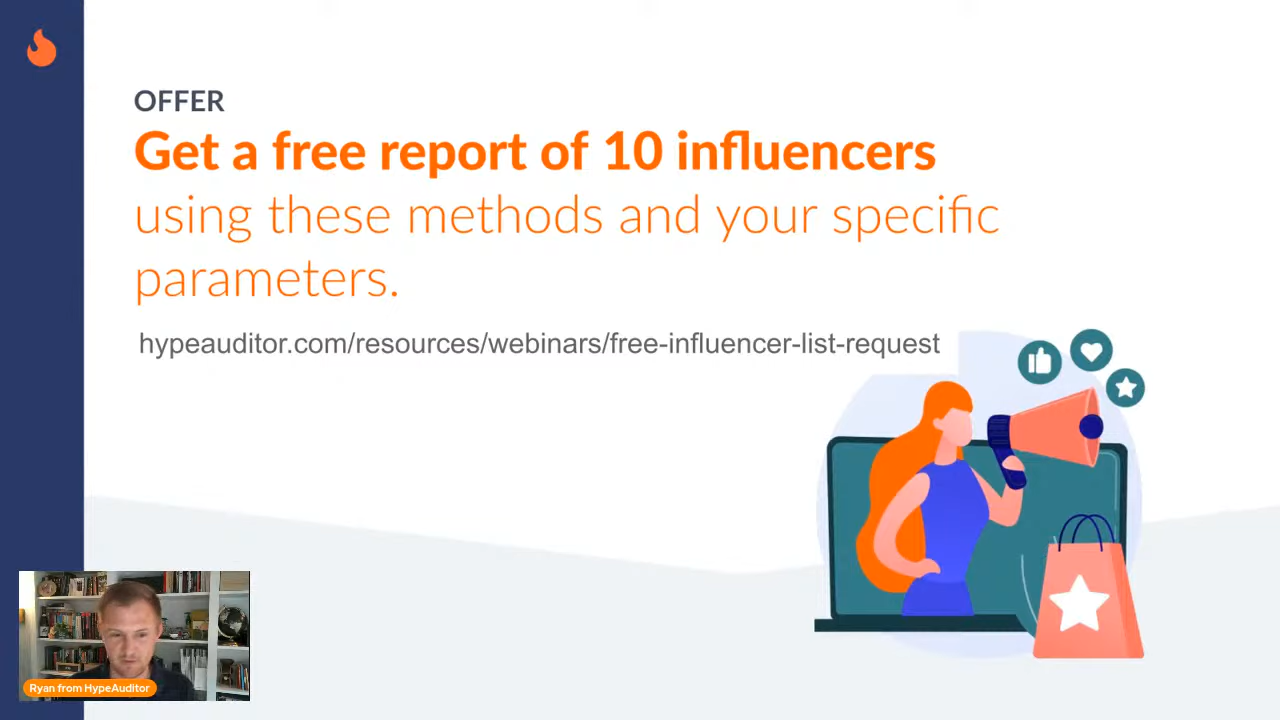 OFFER
Get a free report of 10 influencers
using these methods and your specific
parameters.
hypeauditor.com/resources/webinars/free-influencer-list-request
Ryan from HypeAuditor